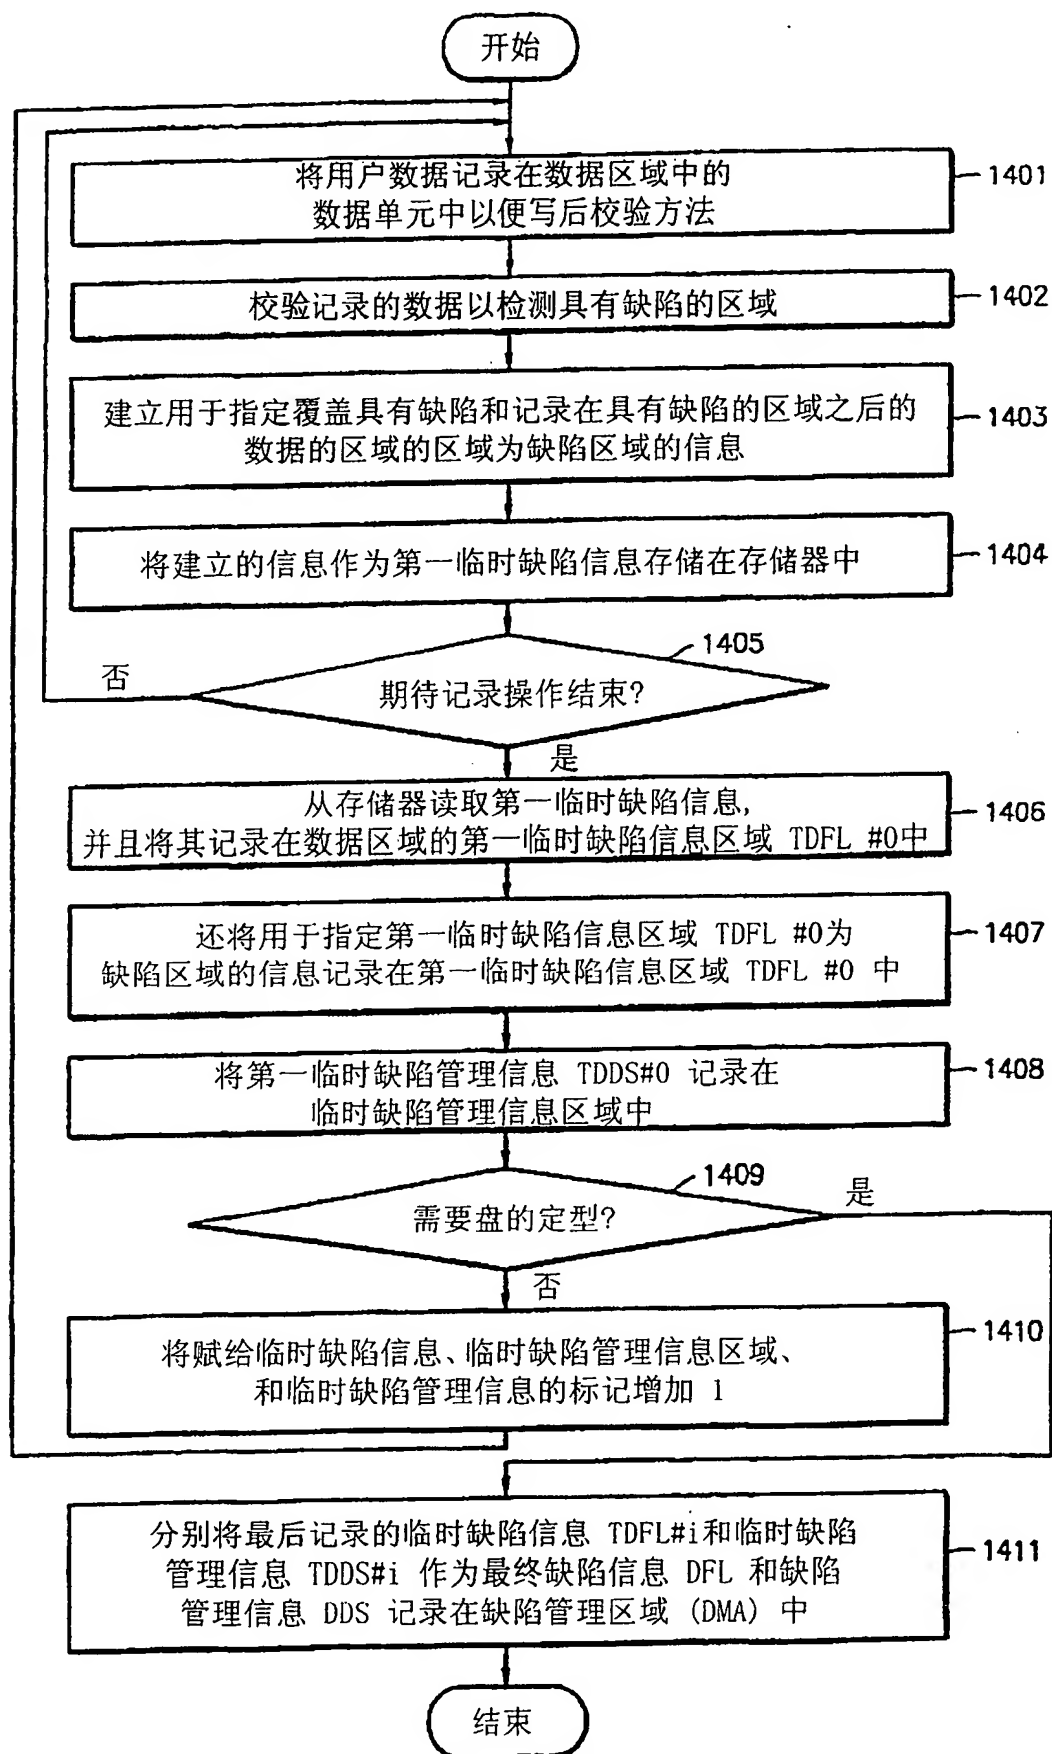 开始
将用户数据记录在数据区域中的
数据单元中以便写后校验方法
1401
校验记录的数据以检测具有缺陷的区域
1402
建立用于指定覆盖具有缺陷和记录在具有缺陷的区域之后的
数据的区域的区域为缺陷区域的信息
1403
将建立的信息作为第一临时缺陷信息存储在存储器中
1404
1405
否
期待记录操作结束?
是
从存储器读取第一临时缺陷信息,
并且将其记录在数据区域的第一临时缺陷信息区域 TDFL #0中
1406
还将用于指定第一临时缺陷信息区域 TDFL #0为
缺陷区域的信息记录在第一临时缺陷信息区域 TDFL #0 中
1407
将第一临时缺陷管理信息 TDDS#0 记录在
临时缺陷管理信息区域中
1408
1409
是
需要盘的定型?
否
将赋给临时缺陷信息、临时缺陷管理信息区域、
和临时缺陷管理信息的标记增加 1
1410
分别将最后记录的临时缺陷信息 TDFL#i和临时缺陷
管理信息 TDDS#i 作为最终缺陷信息 DFL 和缺陷
管理信息 DDS 记录在缺陷管理区域 (DMA) 中
1411
结束